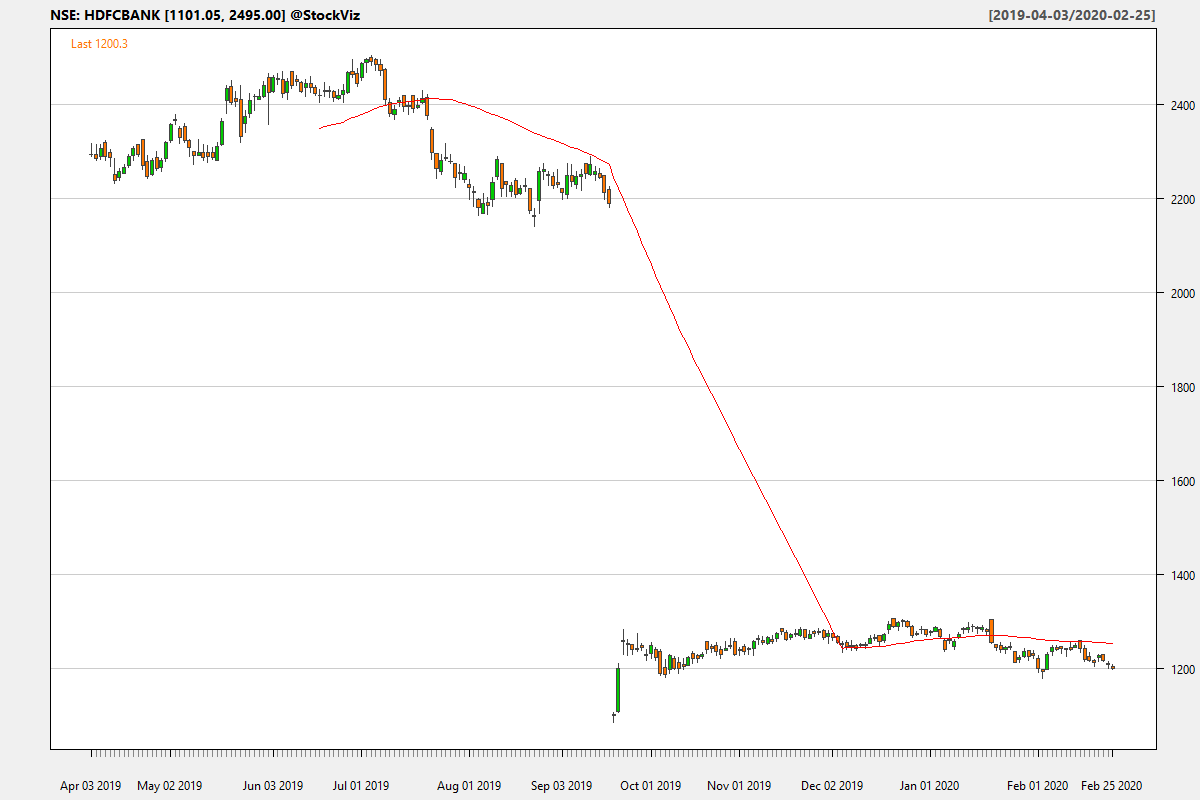 NSE: HDFCBANK [1101.05, 2495.00] @StockViz
[2019-04-03/2020-02-25]
Last 1200.3
2400
2200
2000
1800
1600
1400
1200
Apr 03 2019 May 02 2019 Jun 03 2019 Jul 01 2019 Aug 01 2019 Sep 03 2019 Oct 01 2019 Nov 01 2019 Dec 02 2019 Jan 01 2020 Feb 01 2020 Feb 25 2020